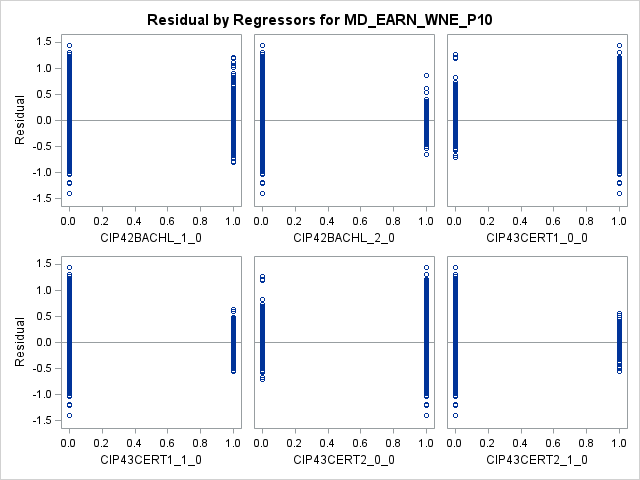 Residual by Regressors for MD_EARN_WNE_P10
1.5
1.0
0.5
0.0
-0.5
-1.0
-1.5
Residual
0.0 0.2 0.4 0.6 0.8 1.0
CIP42BACHL_1_0
0.0 0.2 0.4 0.6 0.8 1.0
CIP42BACHL_2_0
0.0 0.2 0.4 0.6 0.8 1.0
CIP43CERT1_0_0
1.5
1.0
0.5
0.0
-0.5
-1.0
-1.5
Residual
0.0 0.2 0.4 0.6 0.8 1.0
CIP43CERT1_1_0
0.0 0.2 0.4 0.6 0.8 1.0
CIP43CERT2_0_0
0.0 0.2 0.4 0.6 0.8 1.0
CIP43CERT2_1_0